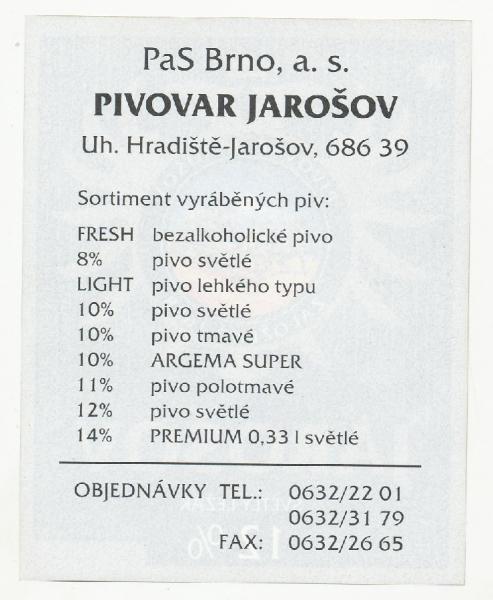 PaS Brno, a. s.
PIVOVAR JAROŠOV
Uh. Hradiště-Jarošov, 686 39
Sortiment vyráběných piv:
FRESH bezalkoholické pivo
8% pivo světlé
LIGHT pivo lehkého typu
10% pivo světlé
10% pivo tmavé
10% ARGEMA SUPER
11% pivo polotmavé
12% pivo světlé
14% PREMIUM 0,33 l světlé
OBJEDNÁVKY TEL.: 0632/22 01
0632/31 79
FAX: 0632/26 65